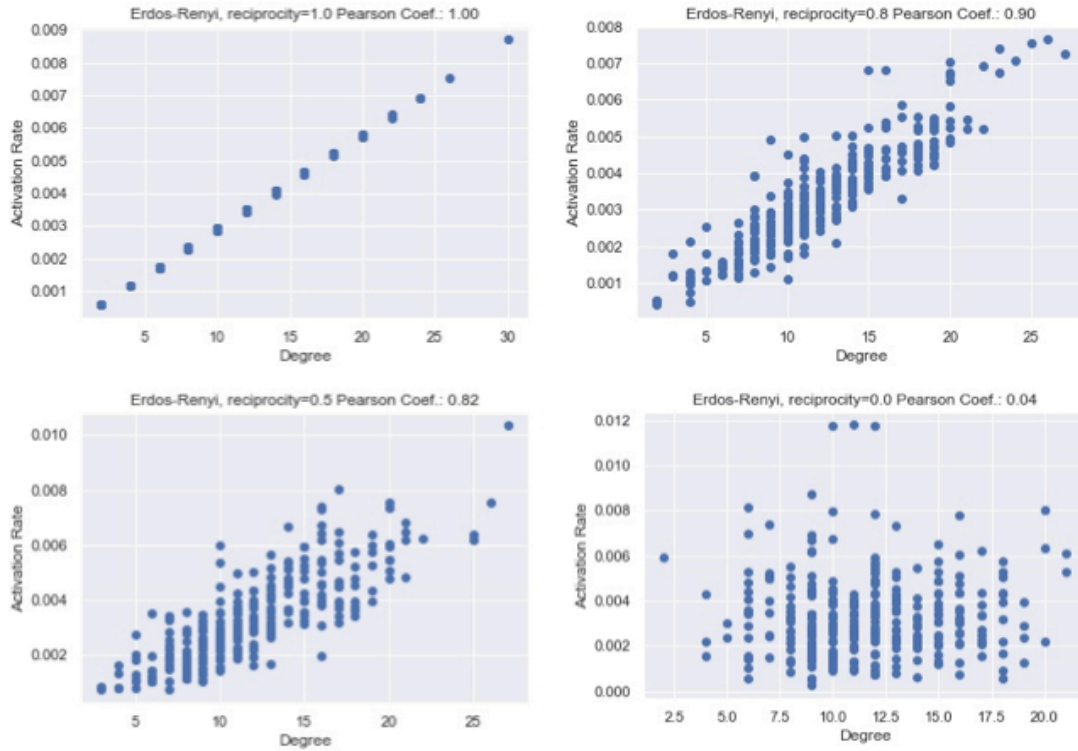 Erdos-Renyi, reciprocity=1.0 Pearson Coef.: 1.00
0.009
0.008
0.007
0.006
0.005
0.004
0.003
0.002
0.001
Activation Rate
5 10 15 20 25 30
Degree
Erdos-Renyi, reciprocity=0.8 Pearson Coef.: 0.90
0.008
0.007
0.006
0.005
0.004
0.003
0.002
0.001
Activation Rate
5 10 15 20 25
Degree
Erdos-Renyi, reciprocity=0.5 Pearson Coef.: 0.82
0.010
0.008
0.006
0.004
0.002
Activation Rate
5 10 15 20 25
Degree
Erdos-Renyi, reciprocity=0.0 Pearson Coef.: 0.04
0.012
0.010
0.008
0.006
0.004
0.002
0.000
Activation Rate
2.5 5.0 7.5 10.0 12.5 15.0 17.5 20.0
Degree